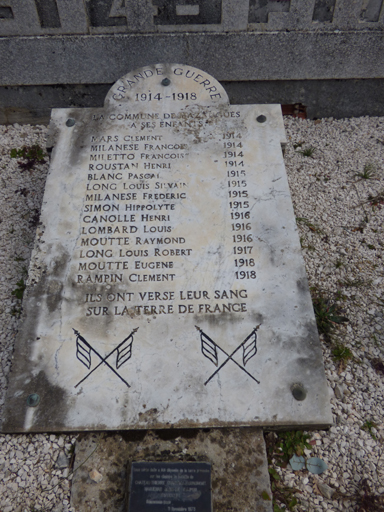 GRANDE GUERRE
1914-1918
LA COMMUNE DE
A SES ENFANTS
MARS CLEMENT 1914
MILANESE FRANCOIS 1914
MILETTO FRANCOIS 1914
ROUSTAN HENRI 1914
BLANC PASCAL 1915
LONG LOUIS SILVAIN 1915
MILANESE FREDERIC 1915
SIMON HIPPOLYTE 1915
CANOLLE HENRI 1916
LOMBARD LOUIS 1916
MOUTTE RAYMOND 1916
LONG LOUIS ROBERT 1917
MOUTTE EUGENE 1918
RAMPIN CLEMENT 1918
ILS ONT VERSE LEUR SANG
SUR LA TERRE DE FRANCE